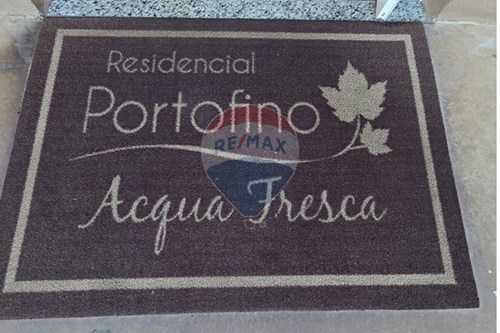 Residencial
Portofino
RE/MAX
Acqua Fresca